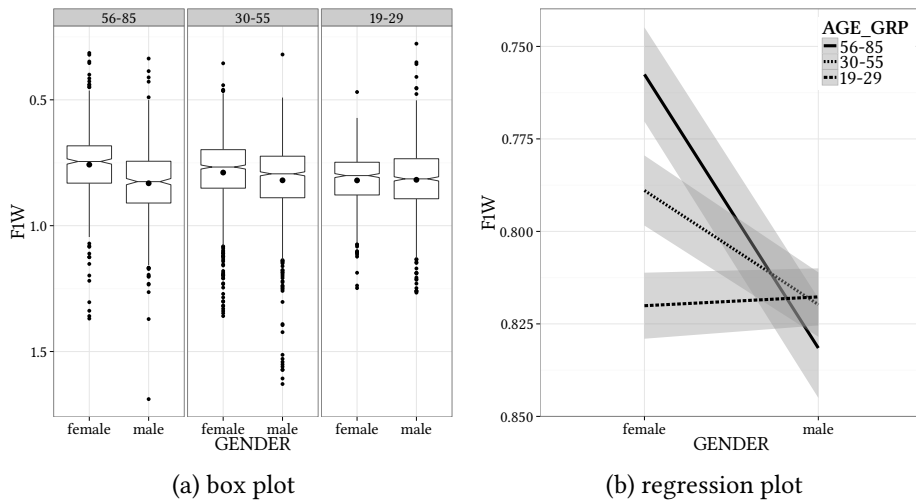 56-85 30-55 19-29
0.5
1.0
1.5
F1W
female male female male female male
GENDER
(a) box plot
AGE_GRP
56-85
30-55
19-29
0.750
0.775
0.800
0.825
0.850
F1W
female male
GENDER
(b) regression plot